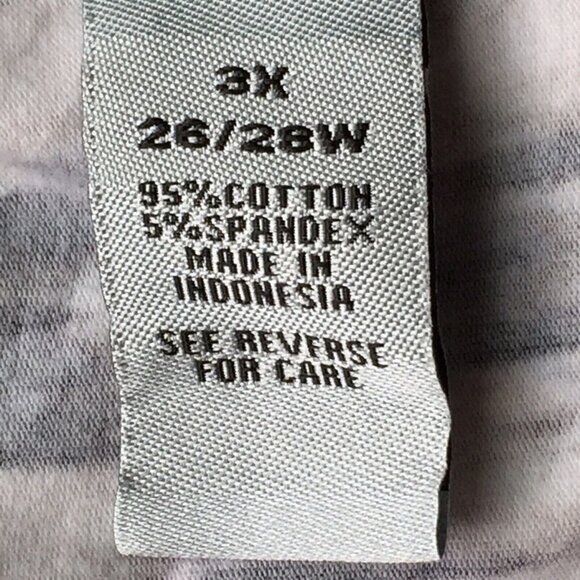 3X
26/28W
95%COTTON
5%SPANDEX
MADE IN
INDONESIA
SEE REVERSE
FOR CARE